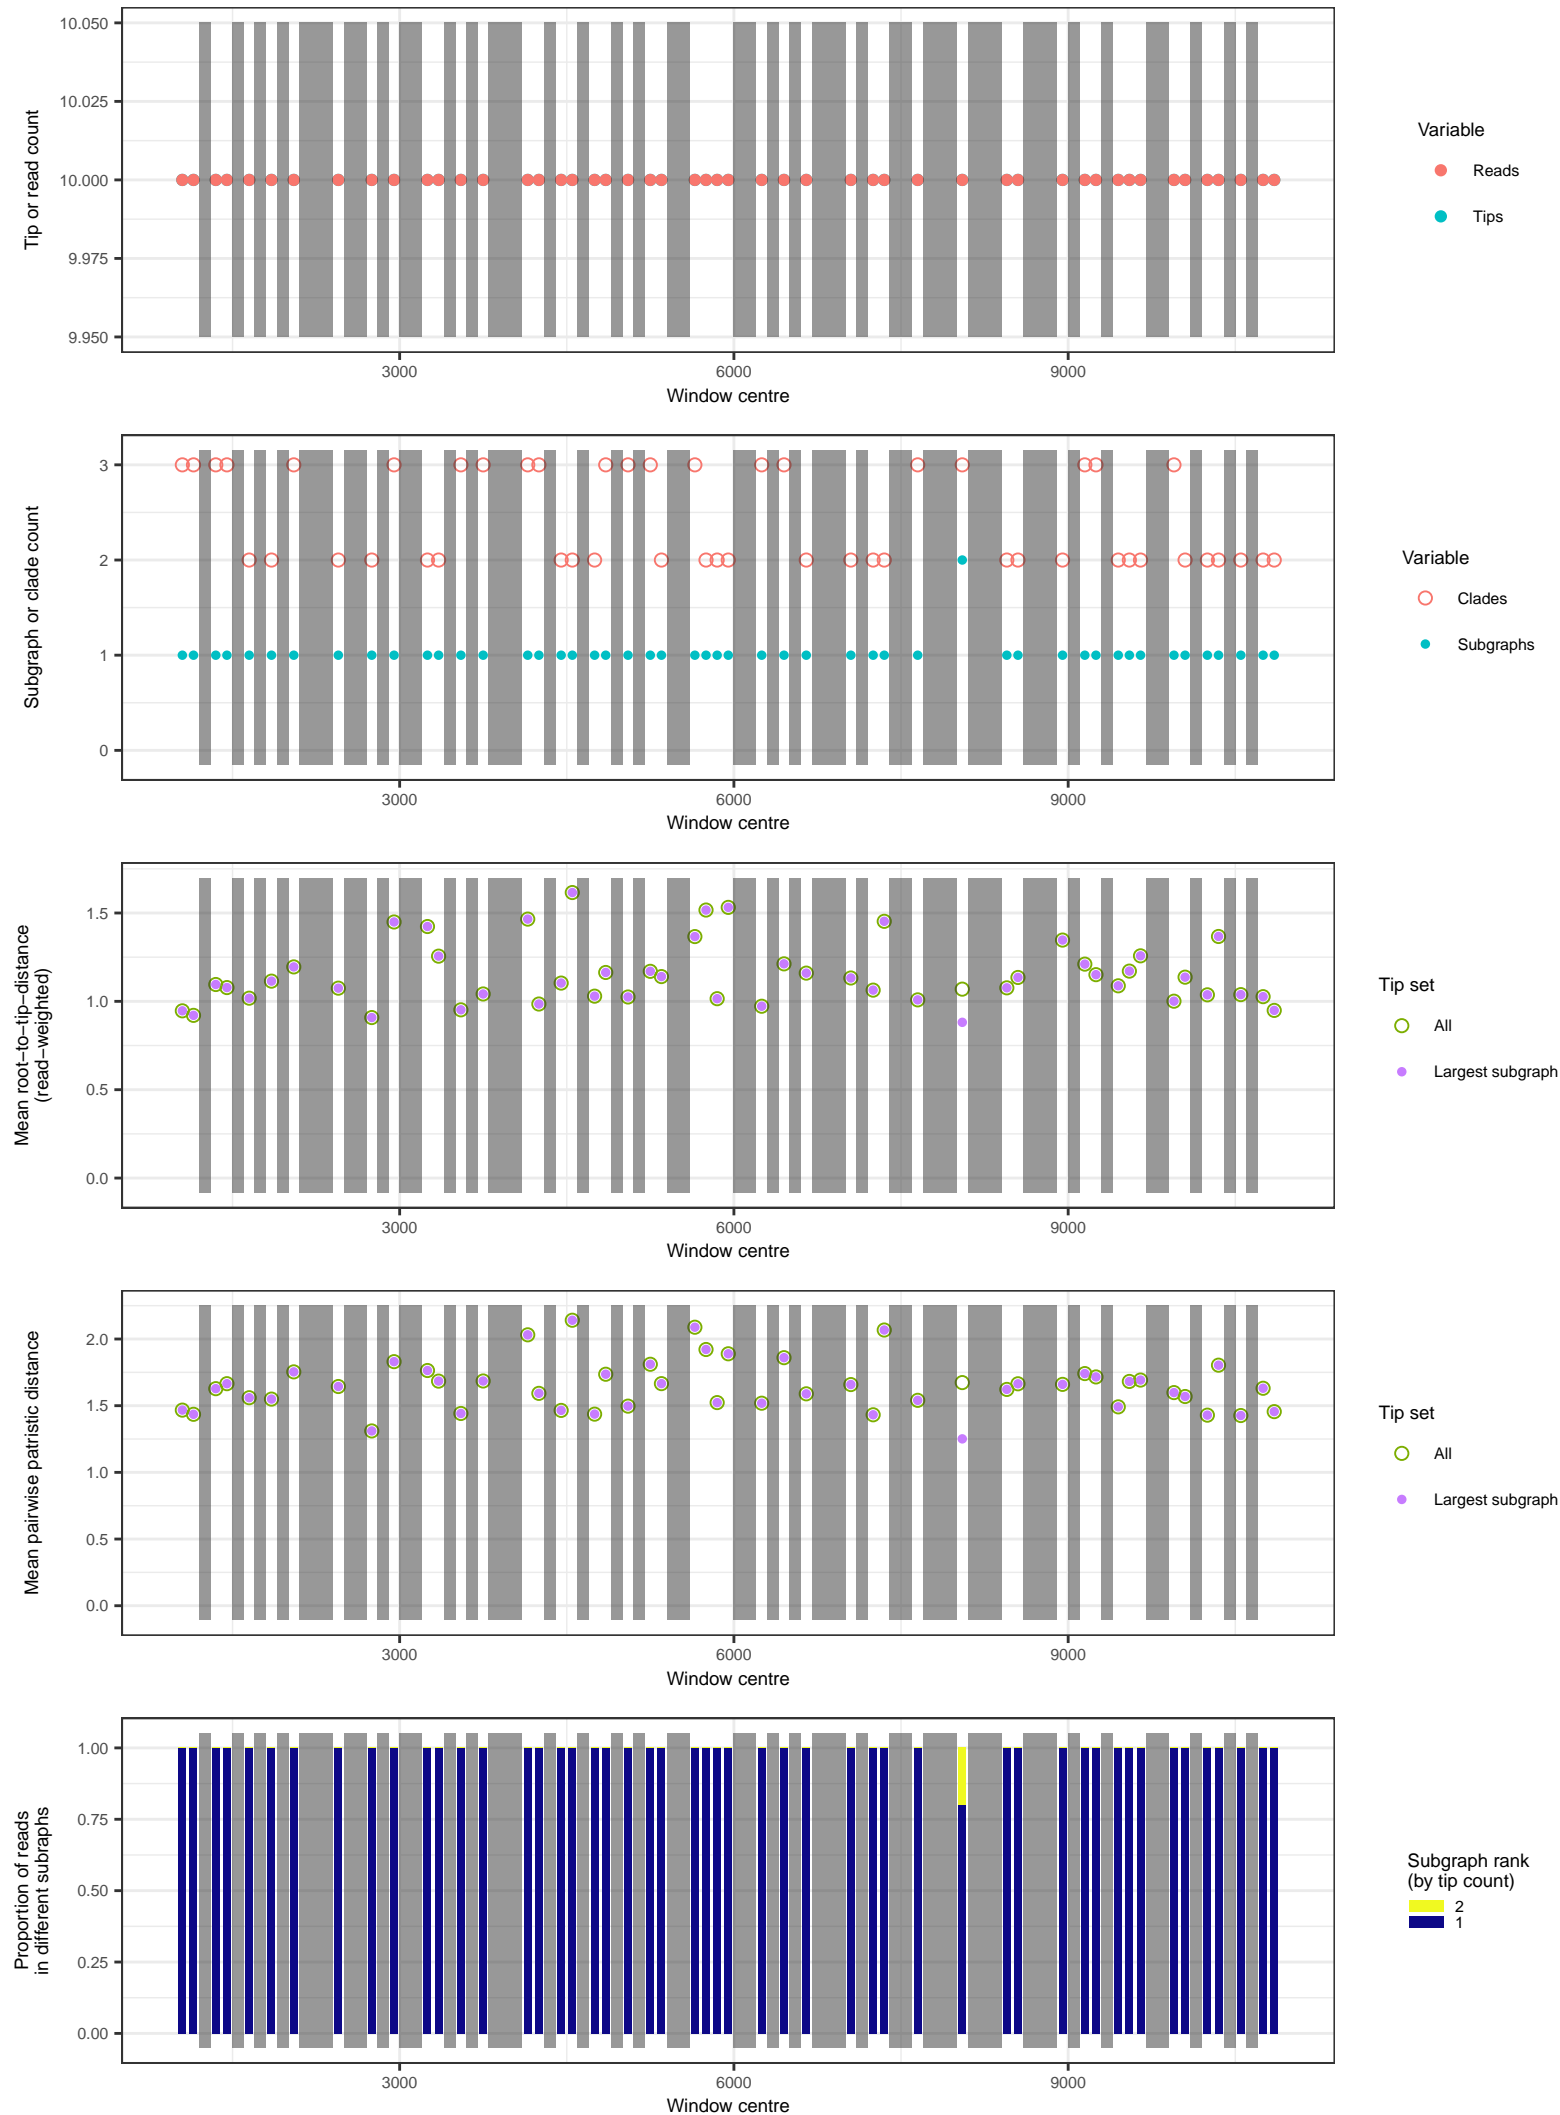 10.050
10.025
10.000
9.975
9.950
Tip or read count
3000
6000
9000
Window centre
Variable
Reads
Tips
3
2
1
0
Subgraph or clade count
3000
6000
9000
Window centre
Variable
Clades
Subgraphs
1.5
1.0
0.5
0.0
Mean root−to−tip−distance
(read−weighted)
3000
6000
9000
Window centre
Tip set
All
Largest subgraph
2.0
1.5
1.0
0.5
0.0
Mean pairwise patristic distance
3000
6000
9000
Window centre
Tip set
All
Largest subgraph
1.00
0.75
0.50
0.25
0.00
Proportion of reads
in different subraphs
3000
6000
9000
Window centre
Subgraph rank
(by tip count)
2
1